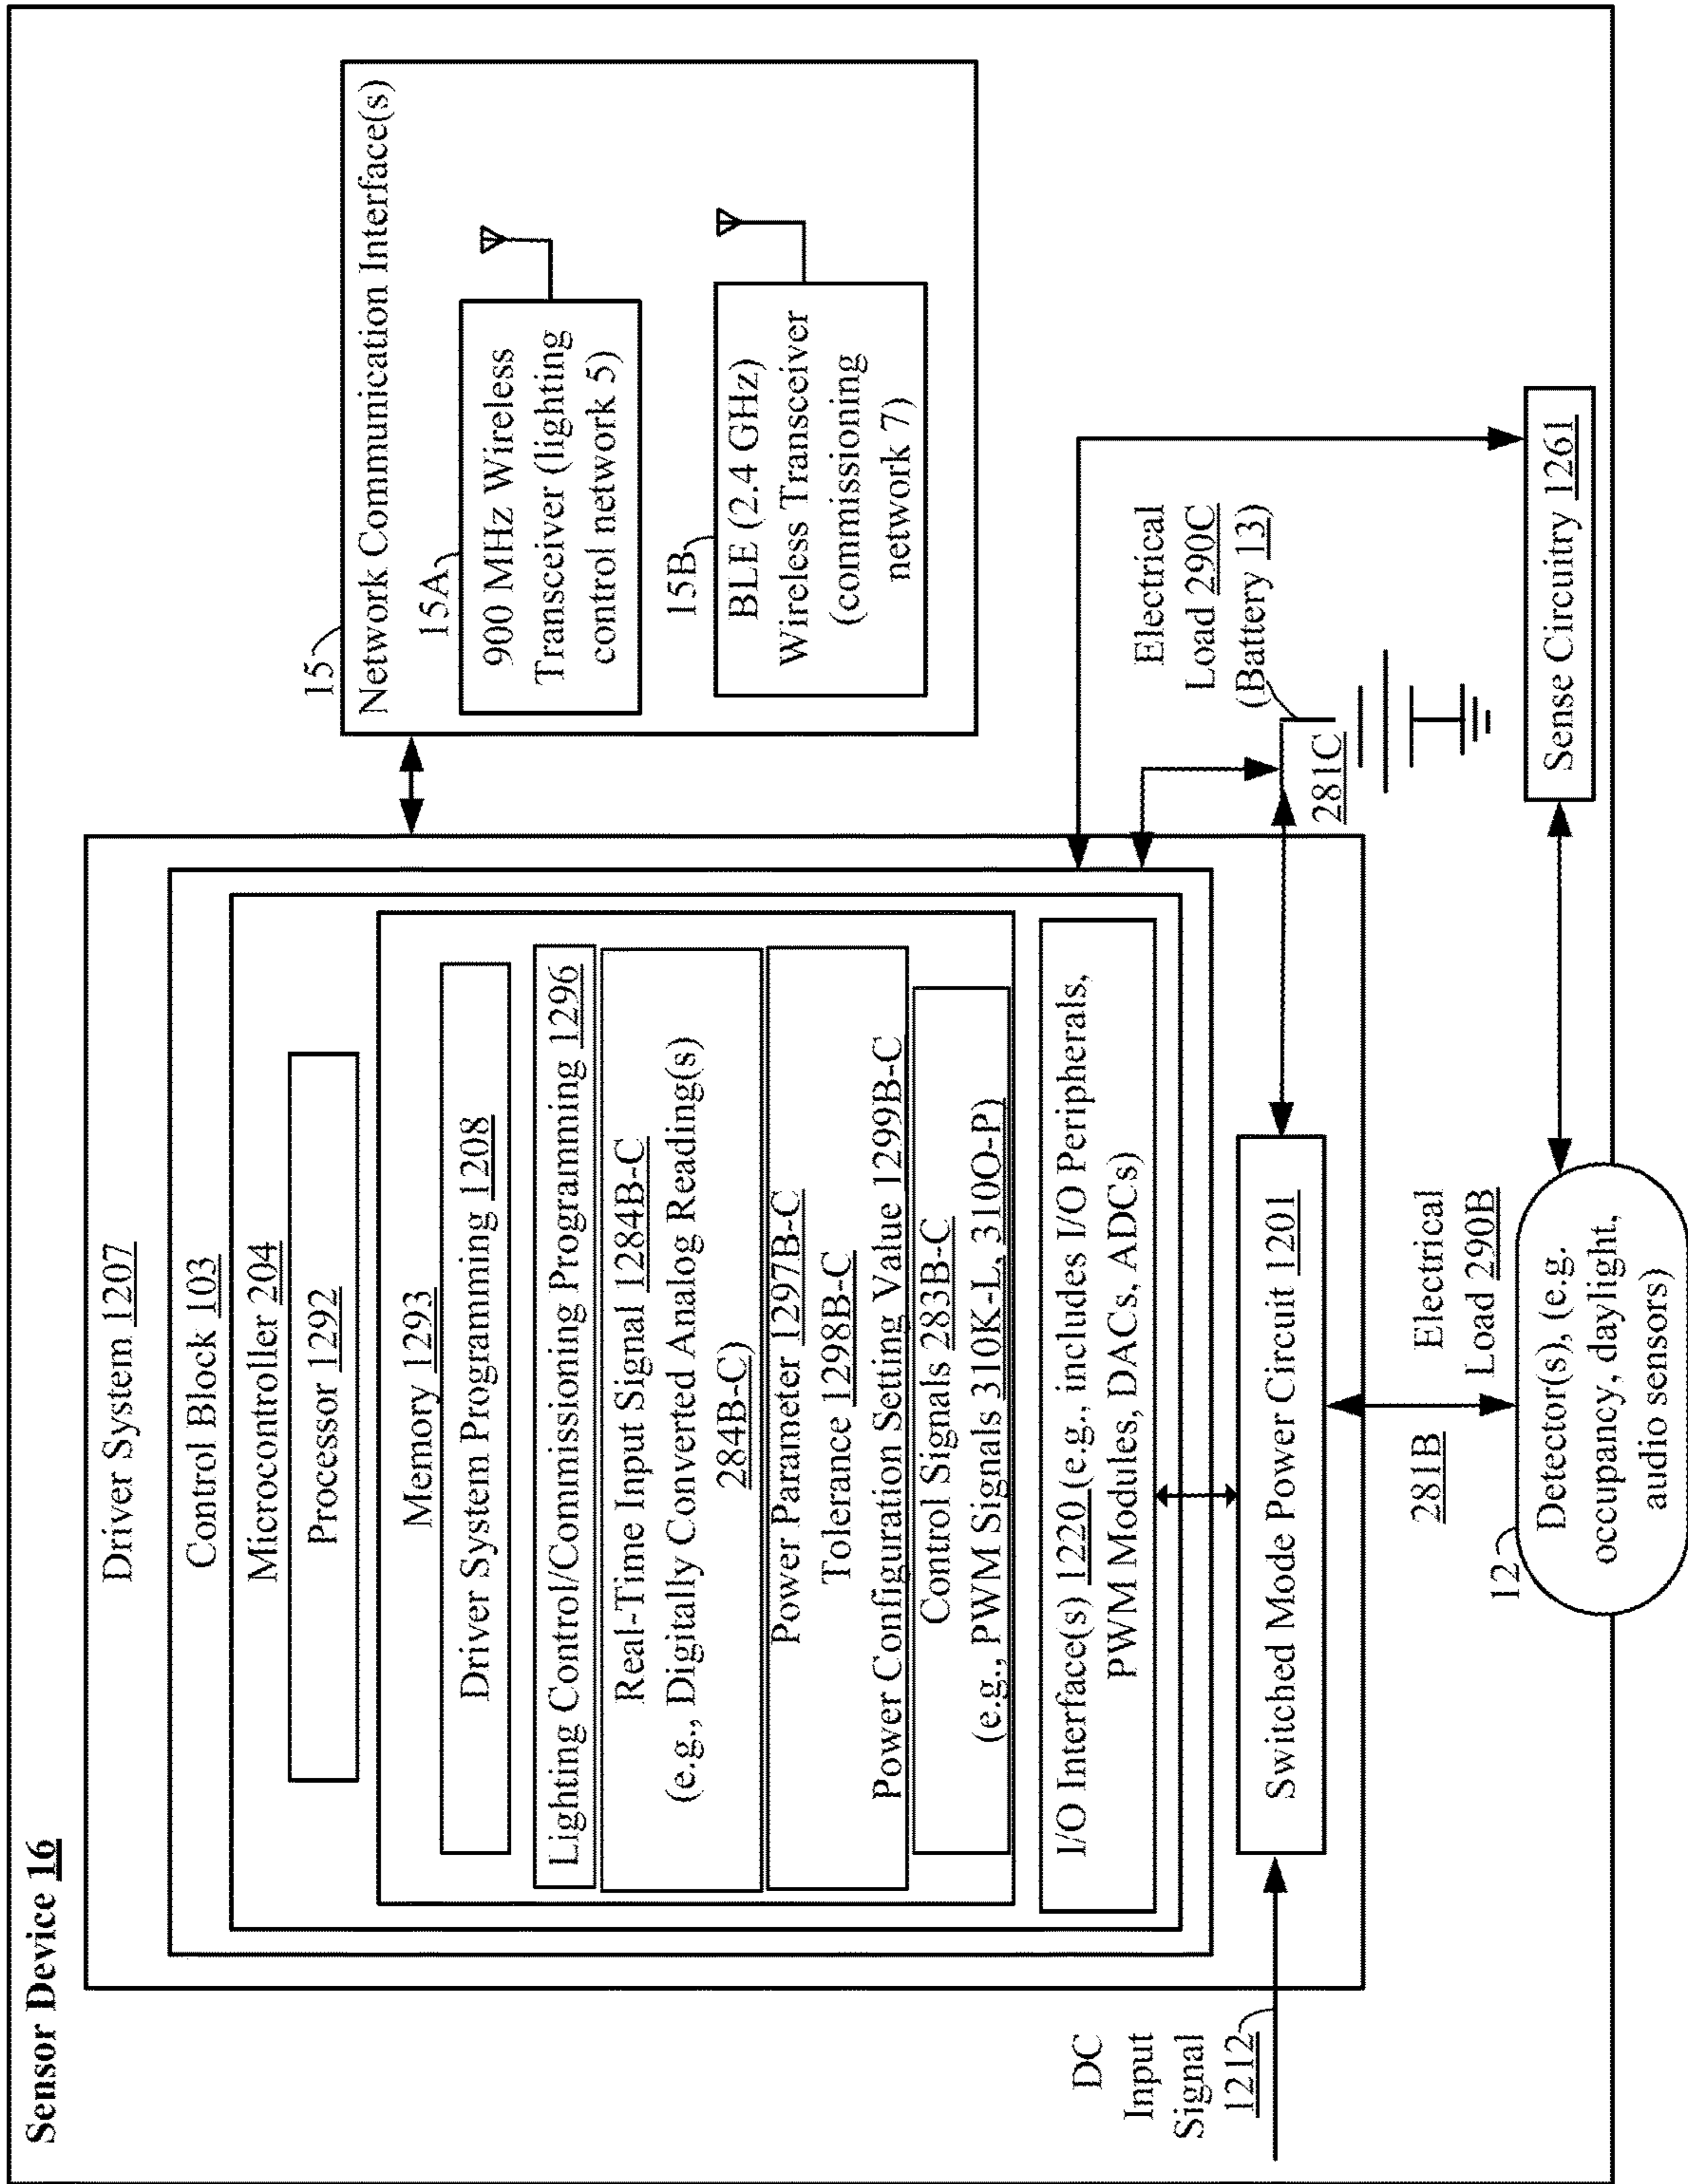 Sensor Device 16
Driver System 1207
Control Block 103
Microcontroller 204
Processor 1292
Memory 1293
Driver System Programming 1208
Lighting Control/Commissioning Programming 1296
Real-Time Input Signal 1284B-C
(e.g., Digitally Converted Analog Reading(s)
284B-C)
Power Parameter 1297B-C
Tolerance 1298B-C
Power Configuration Setting Value 1299B-C
Control Signals 283B-C
(e.g., PWM Signals 310K-L, 310O-P)
I/O Interface(s) 1220 (e.g., includes I/O Peripherals,
PWM Modules, DACs, ADCs)
Switched Mode Power Circuit 1201
DC
Input
Signal
1212
15
Network Communication Interface(s)
15A
900 MHz Wireless
Transceiver (lighting
control network 5)
15B
BLE (2.4 GHz)
Wireless Transceiver
(commissioning
network 7)
Electrical
Load 290C
(Battery 13)
281C
281B
Electrical
Load 290B
12
Detector(s), (e.g.
occupancy, daylight,
audio sensors)
Sense Circuitry 1261